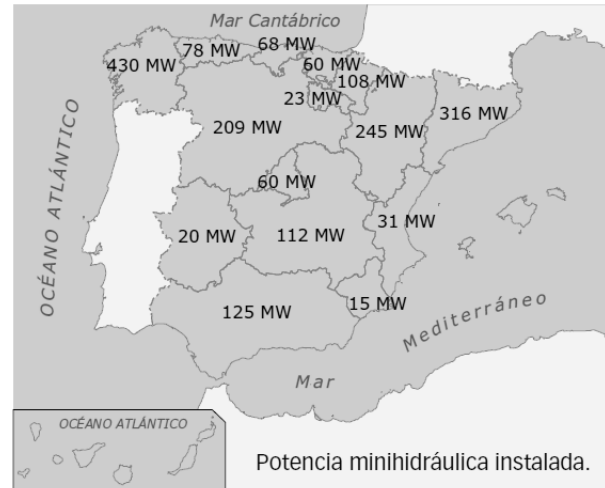 Mar Cantábrico
78 MW
68 MW
430 MW
60 MW
108 MW
23 MW
316 MW
209 MW
245 MW
OCÉANO ATLÁNTICO
60 MW
31 MW
20 MW
112 MW
15 MW
125 MW
Mediterráneo
Mar
OCÉANO ATLÁNTICO
Potencia minihidráulica instalada.